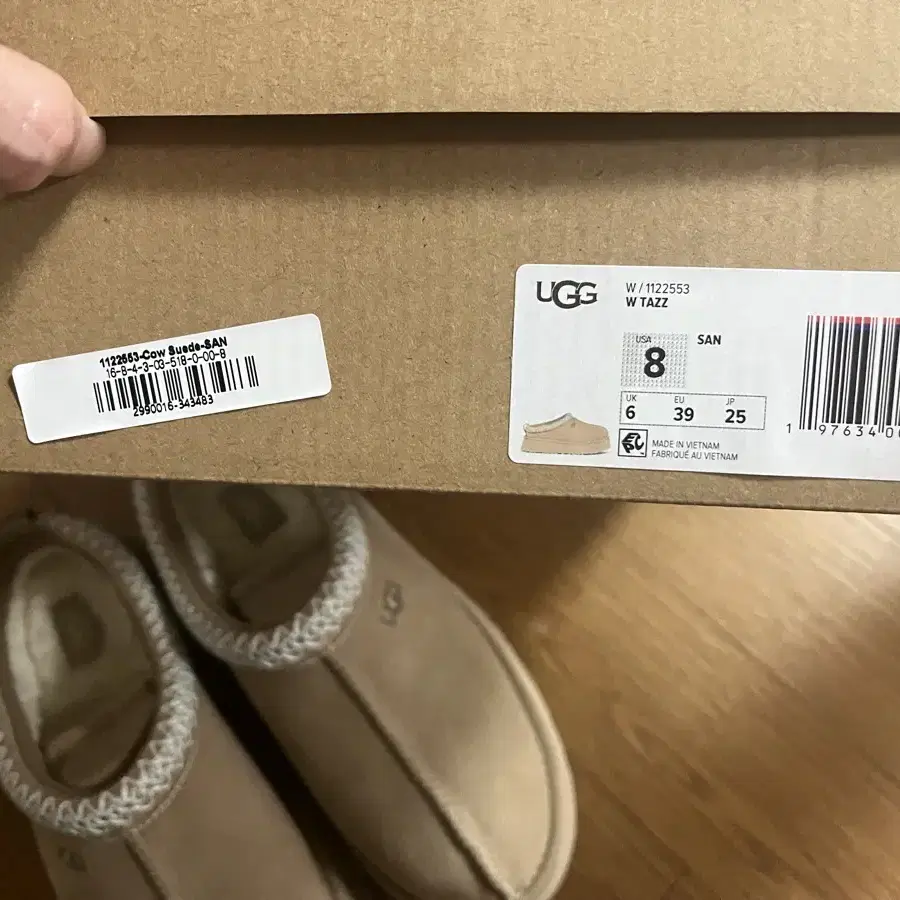 UGG
W / 1122553
W TAZZ
USA
8
SAN
UK
6
EU
39
JP
25
MADE IN VIETNAM
FABRIQUÉ AU VIETNAM
1 97634 0
1122553-Cow Suede-SAN
16-8-4-3-03-518-0-00-8
2990016-343483
UGG